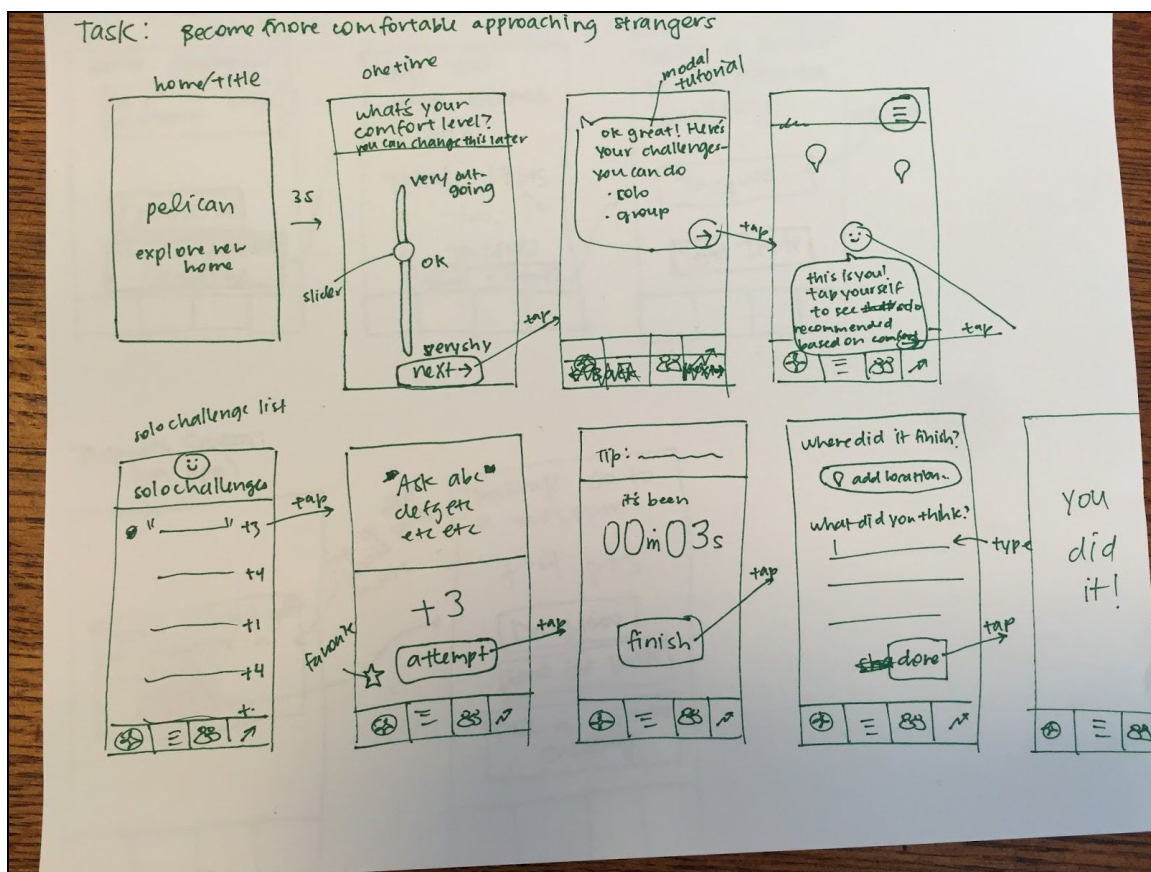 Task: Become more comfortable approaching strangers
home/title
pelican
explore new
home
3s
one time
what's your
comfort level?
you can change this later
very out-
going
ok
slider
very shy
next →
tap
modal
tutorial
ok great! Here's
your challenges-
you can do
· solo
· group
tap
this is you!
tap yourself
to see solo
recommended
based on comfort
tap
solo challenge list
solo challenges
" " +3
+4
+1
+4
+
tap
"Ask abc"
defg etc
etc etc
+3
favorite
attempt
tap
Tip:
it's been
00m 03s
finish
tap
where did it finish?
add location...
what did you think?
type
done
tap
you
did
it!